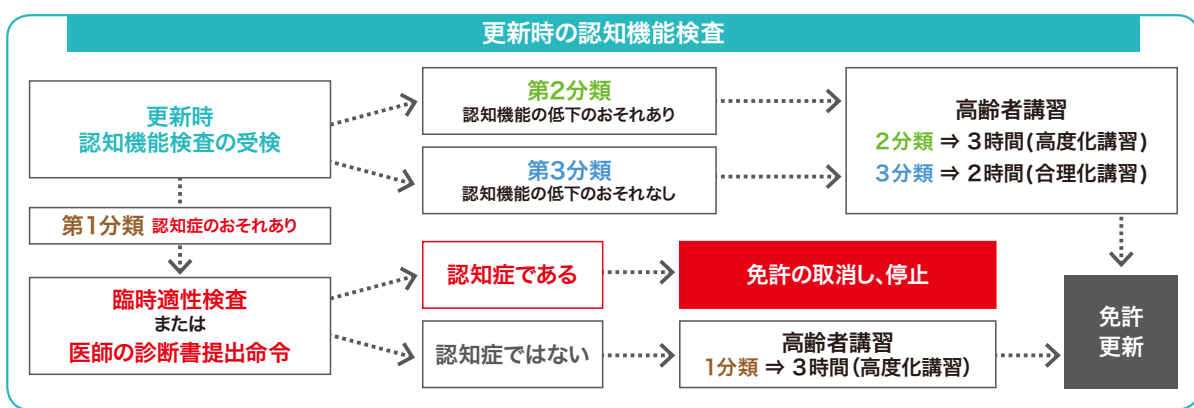 更新時の認知機能検査
更新時
認知機能検査の受検
第2分類
認知機能の低下のおそれあり
第3分類
認知機能の低下のおそれなし
高齢者講習
2分類 ⇒ 3時間(高度化講習)
3分類 ⇒ 2時間(合理化講習)
第1分類 認知症のおそれあり
臨時適性検査
または
医師の診断書提出命令
認知症である
免許の取消し、停止
認知症ではない
高齢者講習
1分類 ⇒ 3時間(高度化講習)
免許
更新